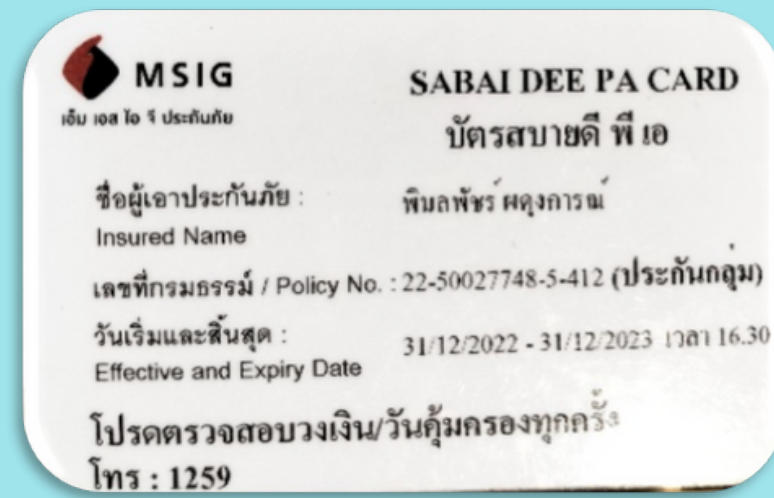 MSIG
เอ็ม เอส ไอ จี ประกันภัย
SABAI DEE PA CARD
บัตรสบายดี พี เอ
ชื่อผู้เอาประกันภัย : พิมลพัชร์ ผดุงการณ์
Insured Name
เลขที่กรมธรรม์ / Policy No. : 22-50027748-5-412 (ประกันกลุ่ม)
วันเริ่มและสิ้นสุด : 31/12/2022 - 31/12/2023 เวลา 16.30
Effective and Expiry Date
โปรดตรวจสอบวงเงิน/วันคุ้มครองทุกครั้ง
โทร : 1259